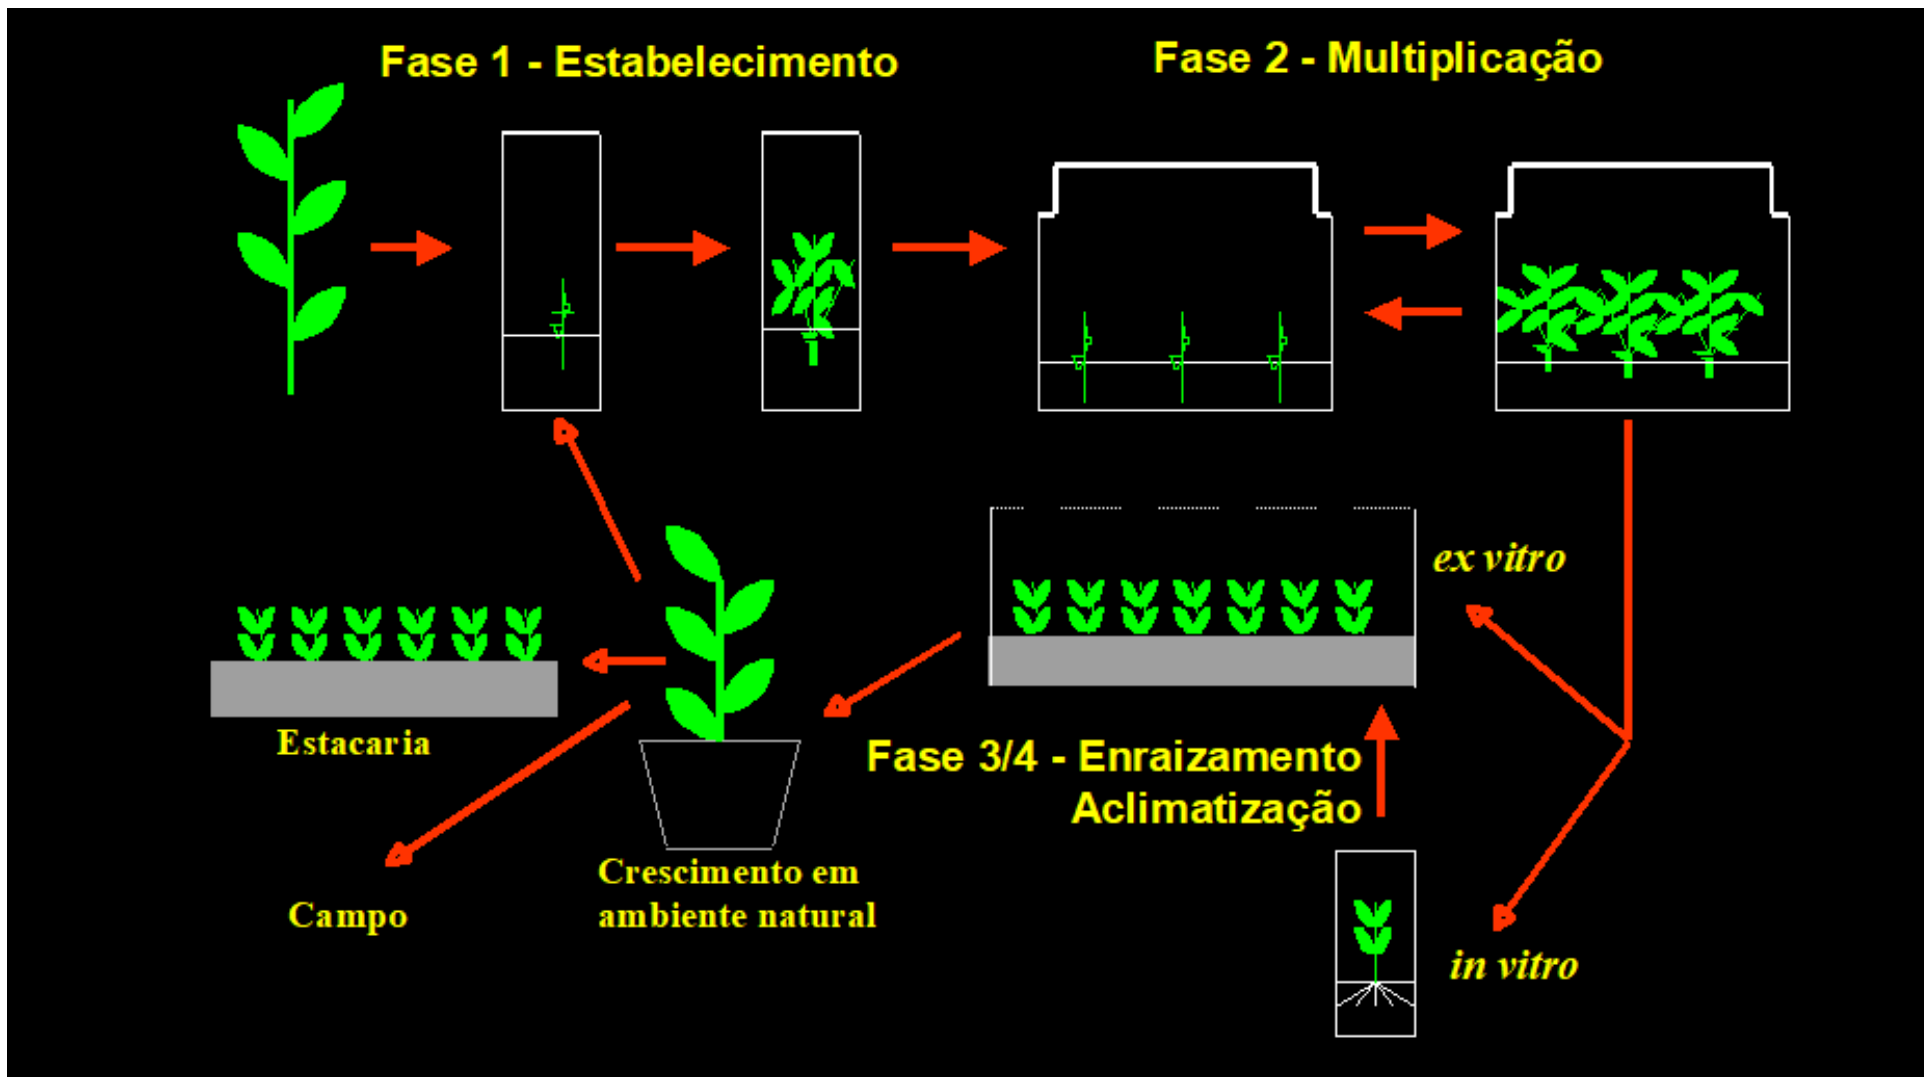 Fase 1 - Estabelecimento
Fase 2 - Multiplicação
ex vitro
Estacaria
Fase 3/4 - Enraizamento
Aclimatização
Crescimento em
ambiente natural
Campo
in vitro